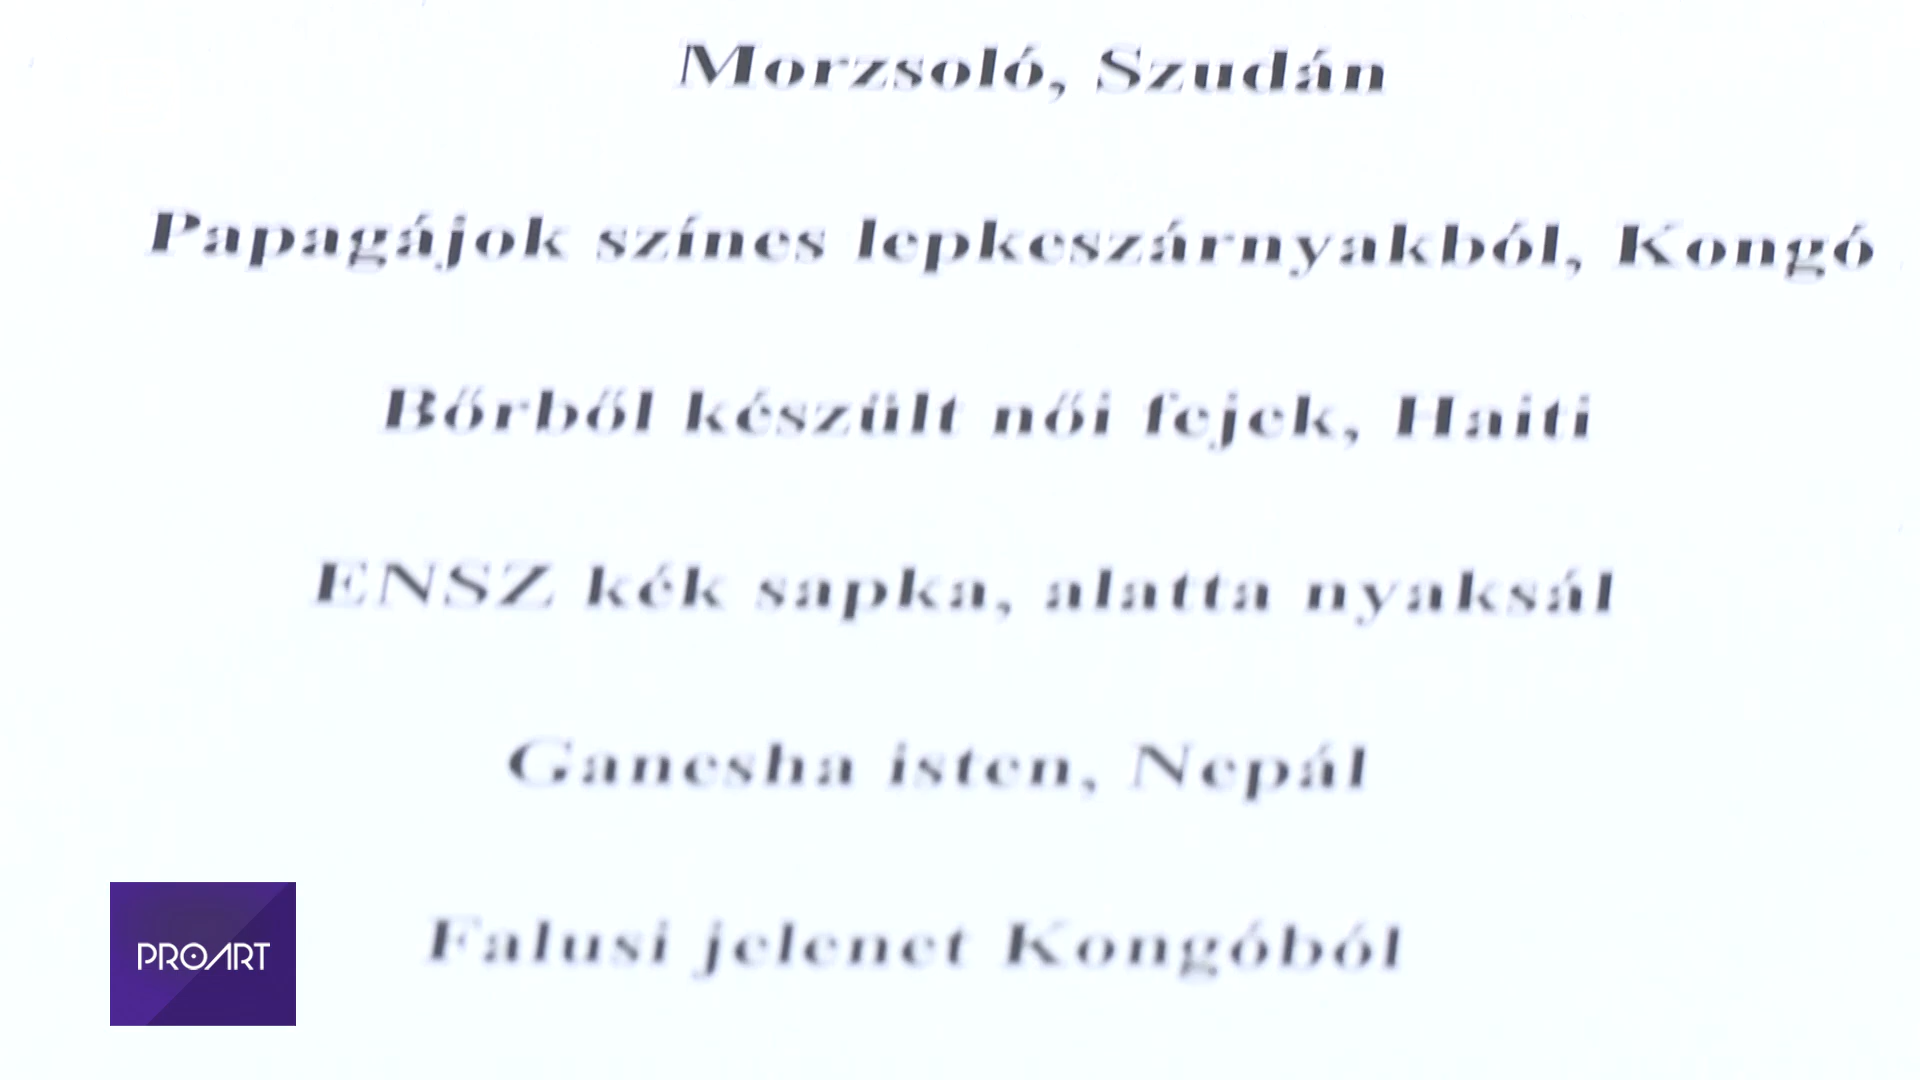 Morzsoló, Szudán
Papagájok színes lepkeszárnyakból, Kongó
Bőrből készült női fejek, Haiti
ENSZ kék sapka, alatta nyaksál
Ganesha isten, Nepál
Falusi jelenet Kongóból
PROART